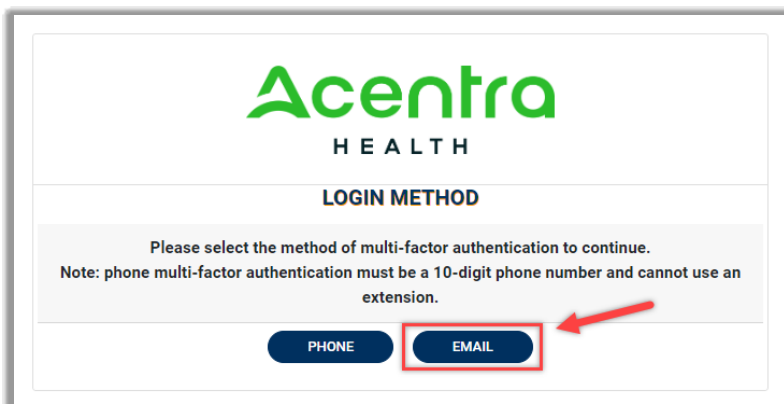 Acentra
HEALTH
LOGIN METHOD
Please select the method of multi-factor authentication to continue.
Note: phone multi-factor authentication must be a 10-digit phone number and cannot use an
extension.
PHONE EMAIL